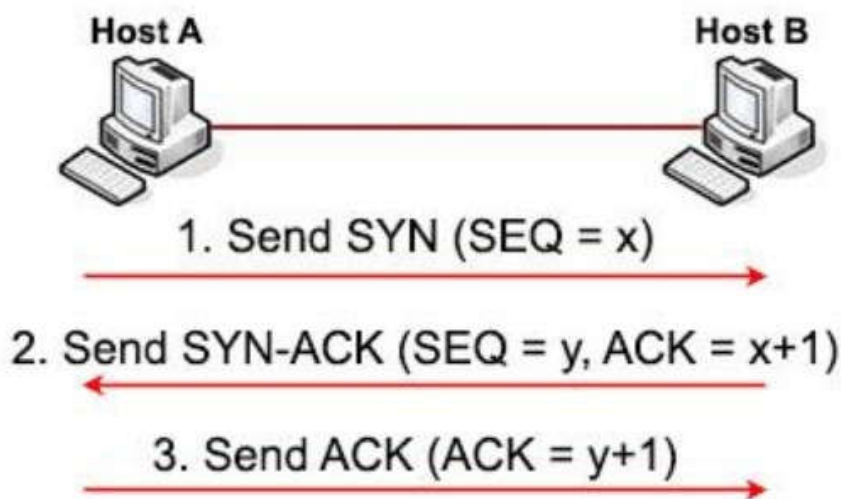 Host A
Host B
1. Send SYN (SEQ = x)
2. Send SYN-ACK (SEQ = y, ACK = x+1)
3. Send ACK (ACK = y+1)